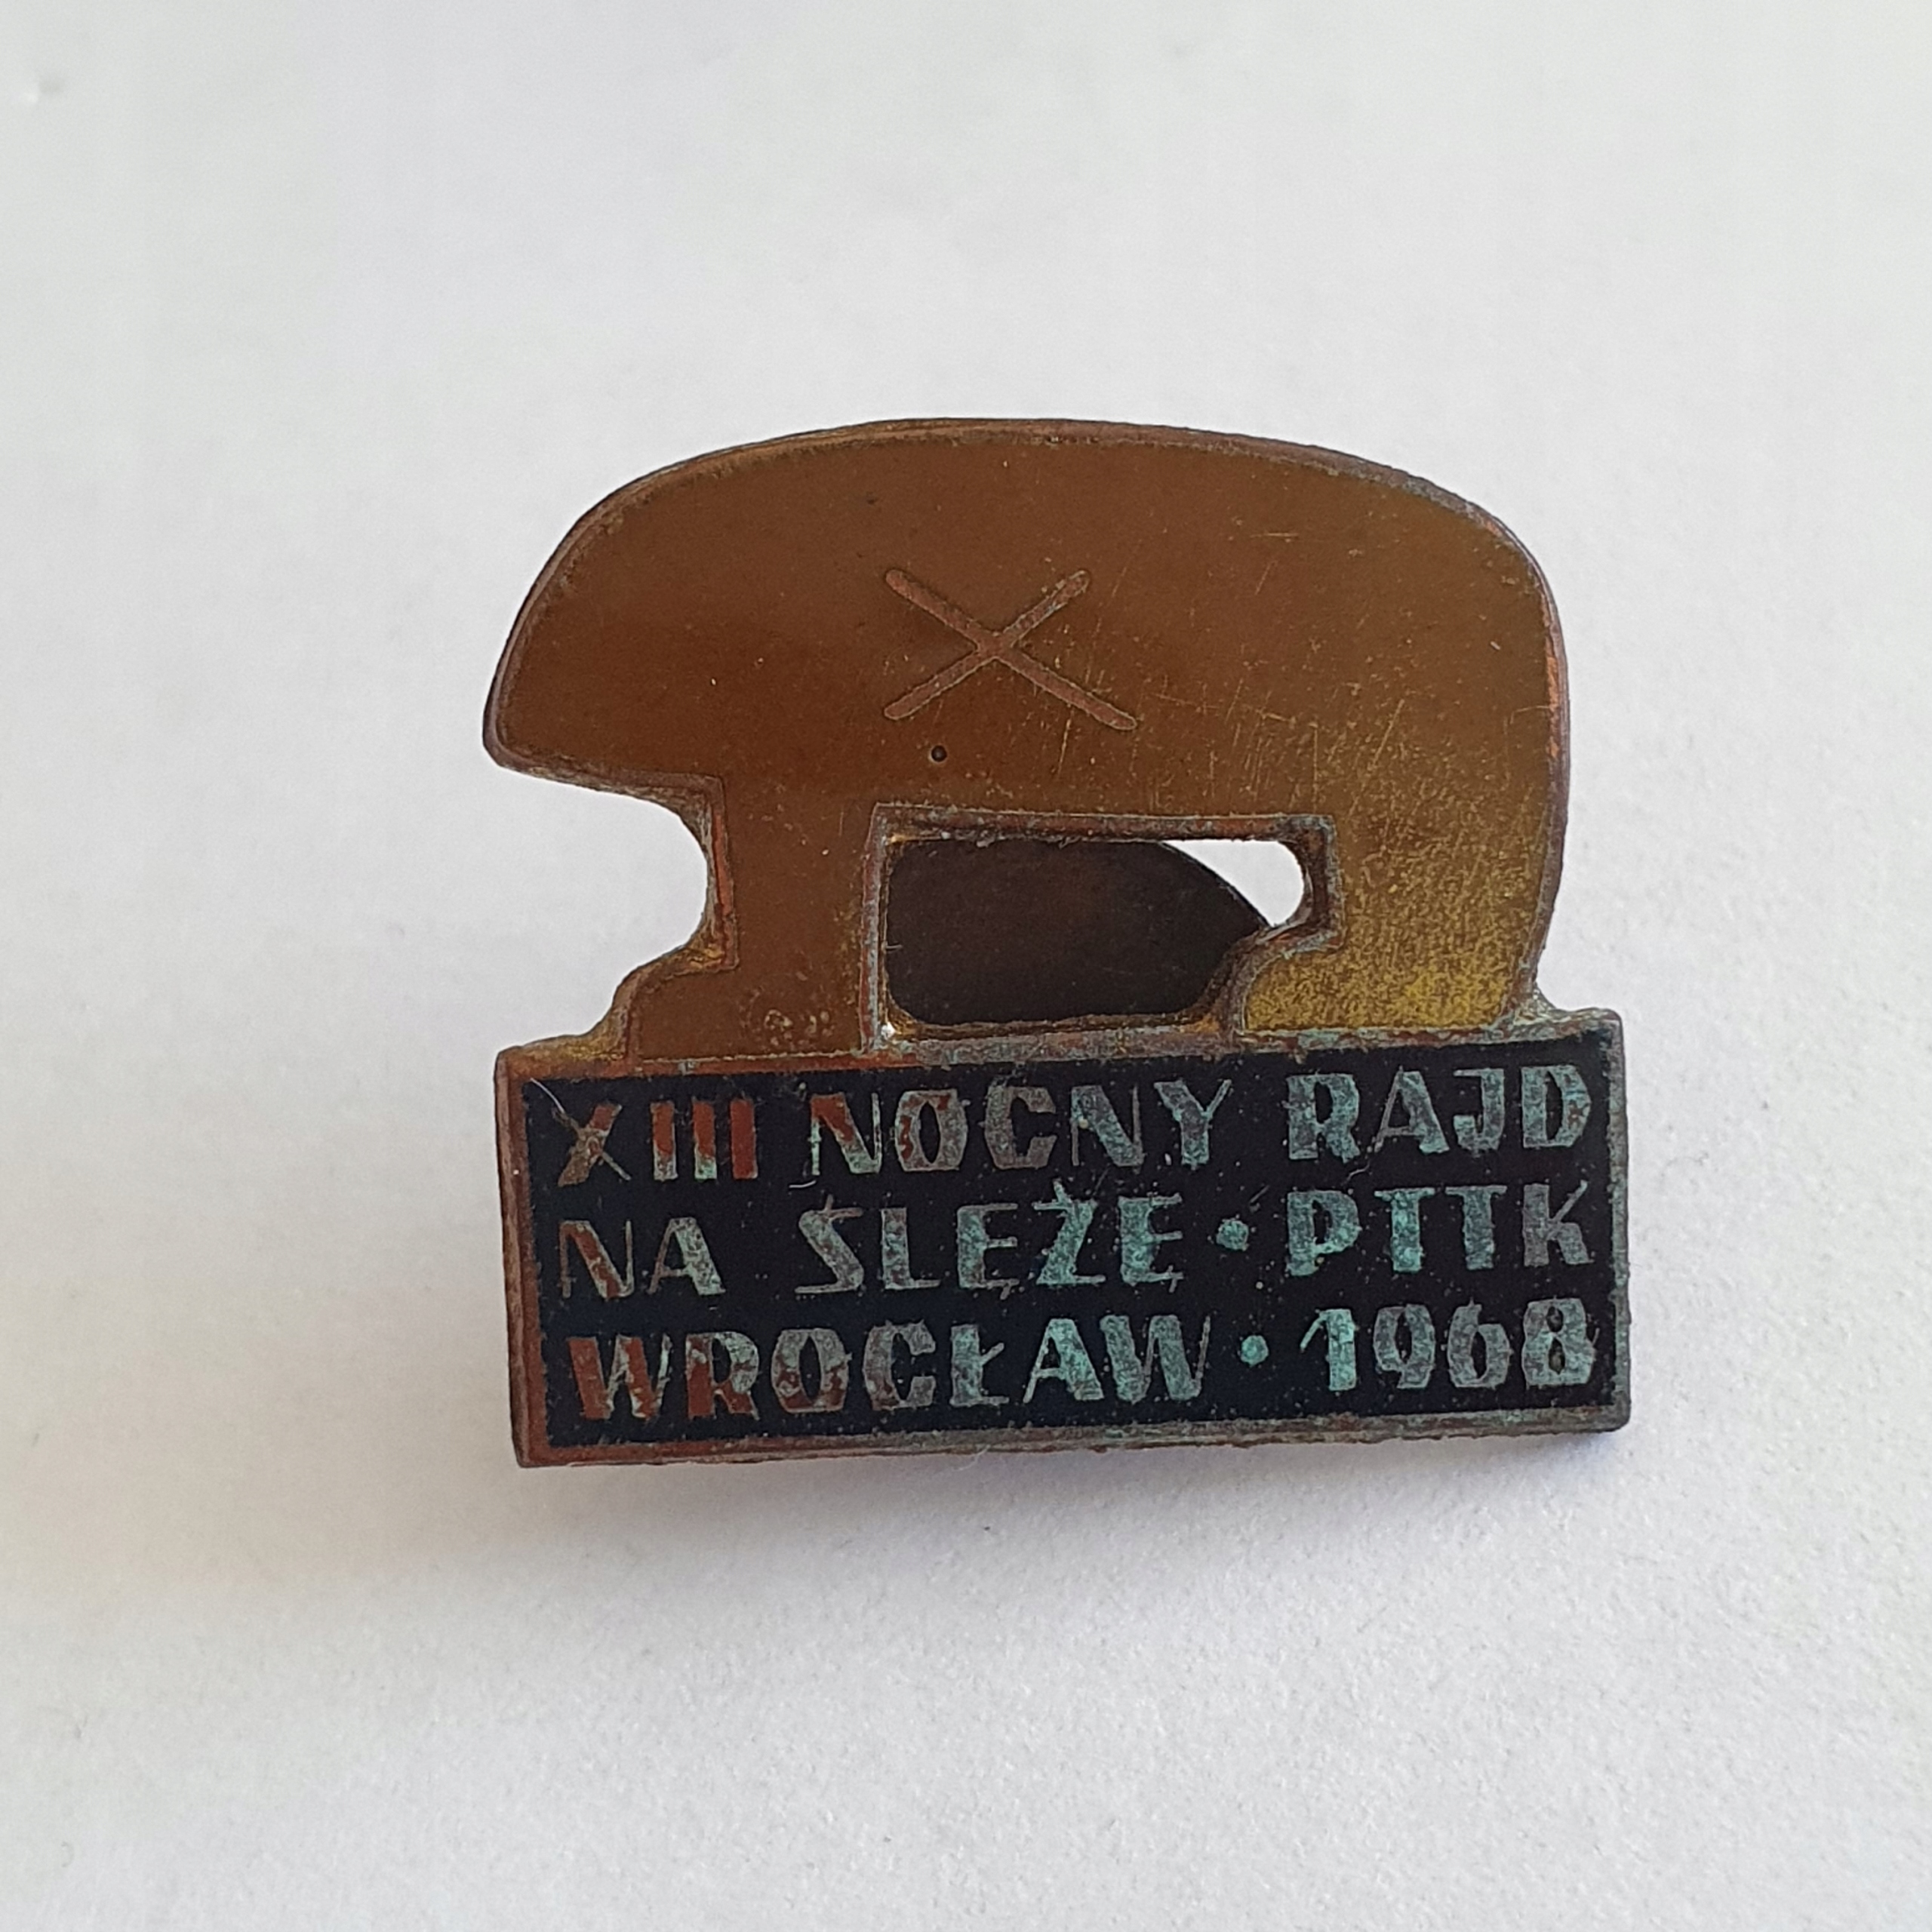 XIII NOCNY RAJD
NA ŚLĘŻĘ • PTTK
WROCŁAW • 1968